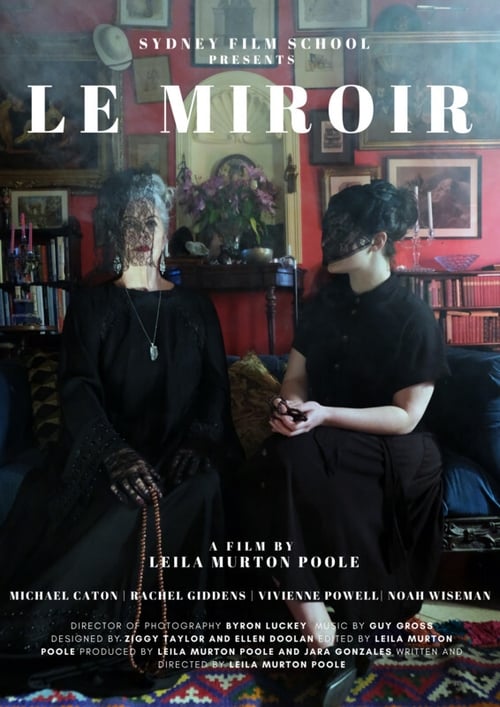 SYDNEY FILM SCHOOL
PRESENTS
LE MIROIR
A FILM BY
LEILA MURTON POOLE
MICHAEL CATON | RACHEL GIDDENS | VIVIENNE POWELL| NOAH WISEMAN
DIRECTOR OF PHOTOGRAPHY BYRON LUCKEY MUSIC BY GUY GROSS
DESIGNED BY ZIGGY TAYLOR AND ELLEN DOOLAN EDITED BY LEILA MURTON
POOLE PRODUCED BY LEILA MURTON POOLE AND JARA GONZALES WRITTEN AND
DIRECTED BY LEILA MURTON POOLE